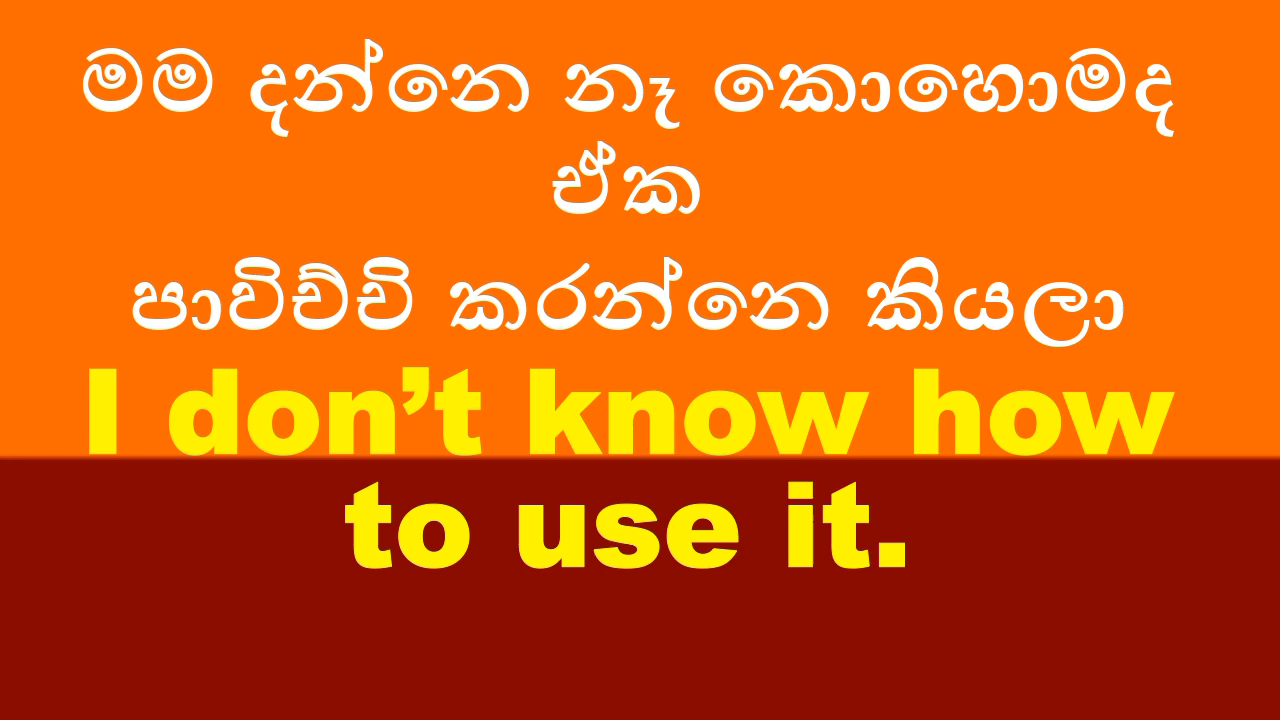 මම දන්නෙ නෑ කොහොමද
ඒක
පාවිච්චි කරන්නෙ කියලා
I don’t know how
to use it.